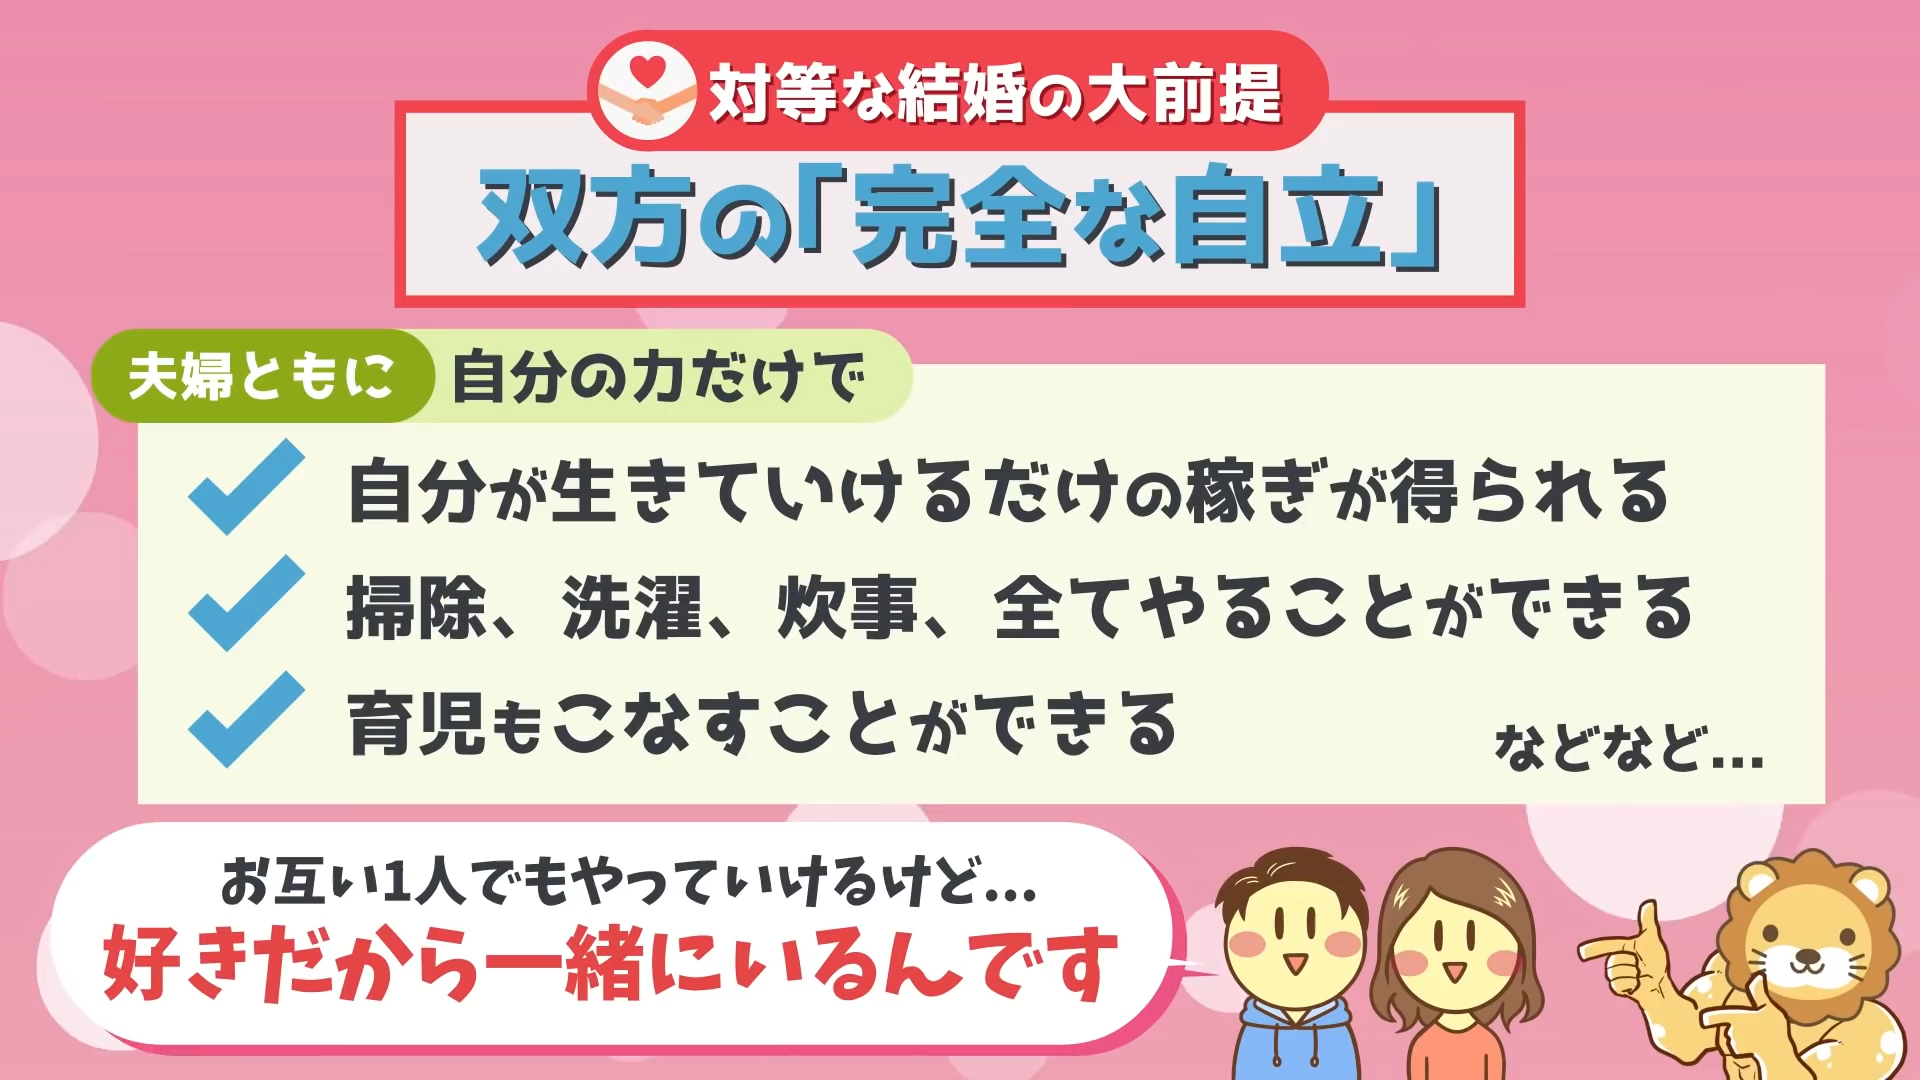 対等な結婚の大前提
双方の「完全な自立」
夫婦ともに 自分の力だけで
自分が生きていけるだけの稼ぎが得られる
掃除、洗濯、炊事、全てやることができる
育児もこなすことができる
などなど...
お互い1人でもやっていけるけど...
好きだから一緒にいるんです